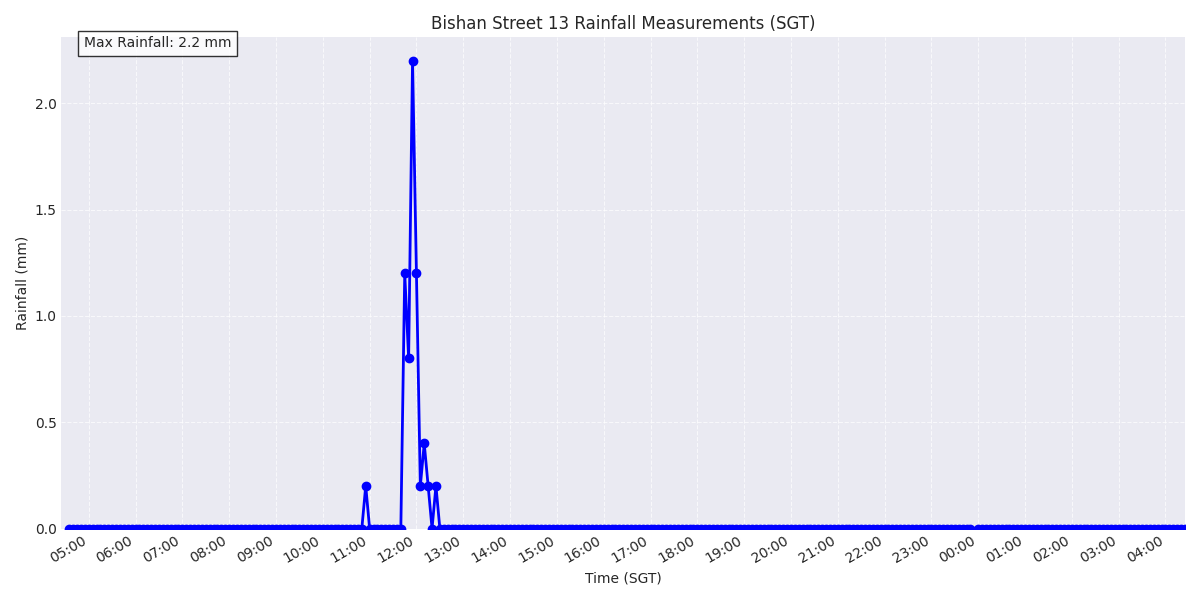 Bishan Street 13 Rainfall Measurements (SGT)
Max Rainfall: 2.2 mm
2.0
1.5
1.0
0.5
0.0
Rainfall (mm)
05:00 06:00 07:00 08:00 09:00 10:00 11:00 12:00 13:00 14:00 15:00 16:00 17:00 18:00 19:00 20:00 21:00 22:00 23:00 00:00 01:00 02:00 03:00 04:00
Time (SGT)